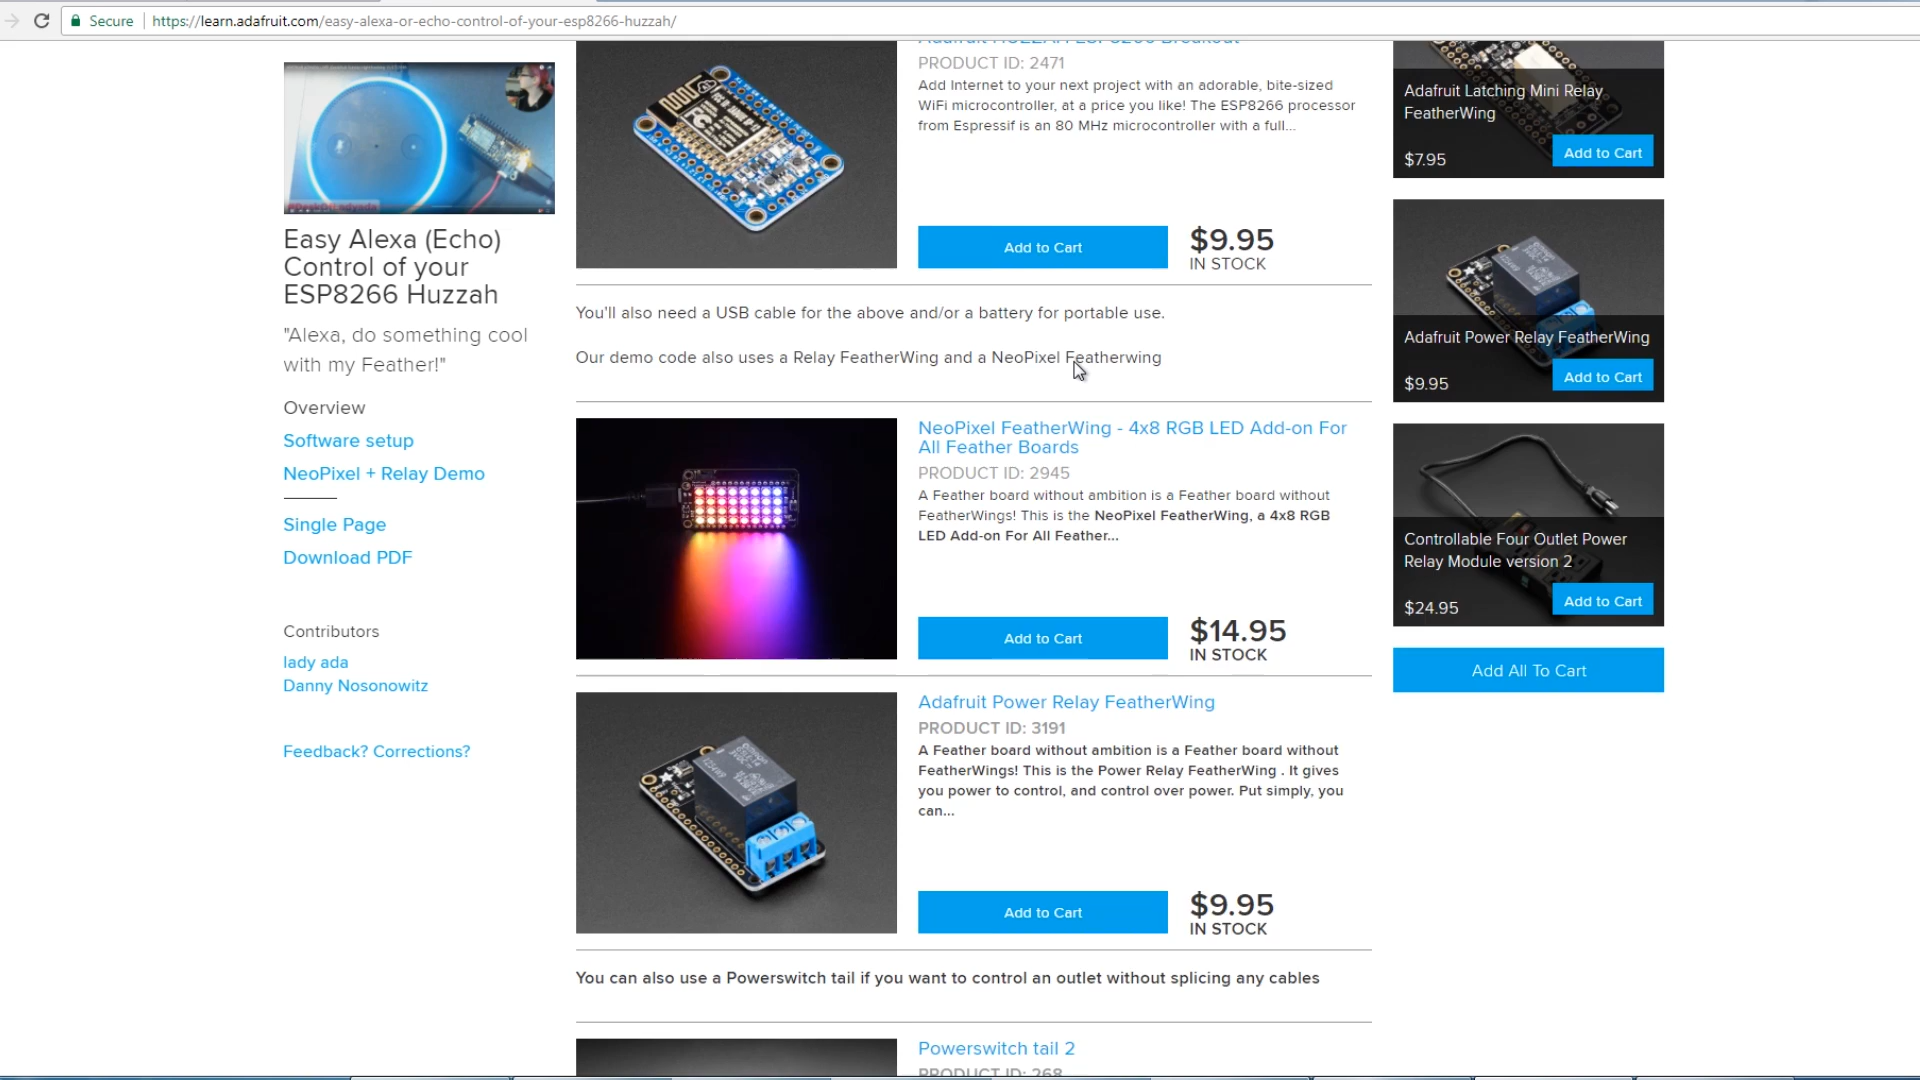 Secure
https://learn.adafruit.com/easy-alexa-or-echo-control-of-your-esp8266-huzzah/
Easy Alexa (Echo)
Control of your
ESP8266 Huzzah
"Alexa, do something cool
with my Feather!"
Overview
Software setup
NeoPixel + Relay Demo
Single Page
Download PDF
Contributors
lady ada
Danny Nosonowitz
Feedback? Corrections?
Adafruit HUZZAH ESP8266 Breakout
PRODUCT ID: 2471
Add Internet to your next project with an adorable, bite-sized
WiFi microcontroller, at a price you like! The ESP8266 processor
from Espressif is an 80 MHz microcontroller with a full...
Add to Cart
$9.95
IN STOCK
You'll also need a USB cable for the above and/or a battery for portable use.
Our demo code also uses a Relay FeatherWing and a NeoPixel Featherwing
NeoPixel FeatherWing - 4x8 RGB LED Add-on For
All Feather Boards
PRODUCT ID: 2945
A Feather board without ambition is a Feather board without
FeatherWings! This is the NeoPixel FeatherWing, a 4x8 RGB
LED Add-on For All Feather...
Add to Cart
$14.95
IN STOCK
Adafruit Power Relay FeatherWing
PRODUCT ID: 3191
A Feather board without ambition is a Feather board without
FeatherWings! This is the Power Relay FeatherWing . It gives
you power to control, and control over power. Put simply, you
can...
Add to Cart
$9.95
IN STOCK
You can also use a Powerswitch tail if you want to control an outlet without splicing any cables
Powerswitch tail 2
PRODUCT ID: 268
Adafruit Latching Mini Relay
FeatherWing
$7.95
Add to Cart
Adafruit Power Relay FeatherWing
$9.95
Add to Cart
Controllable Four Outlet Power
Relay Module version 2
$24.95
Add to Cart
Add All To Cart